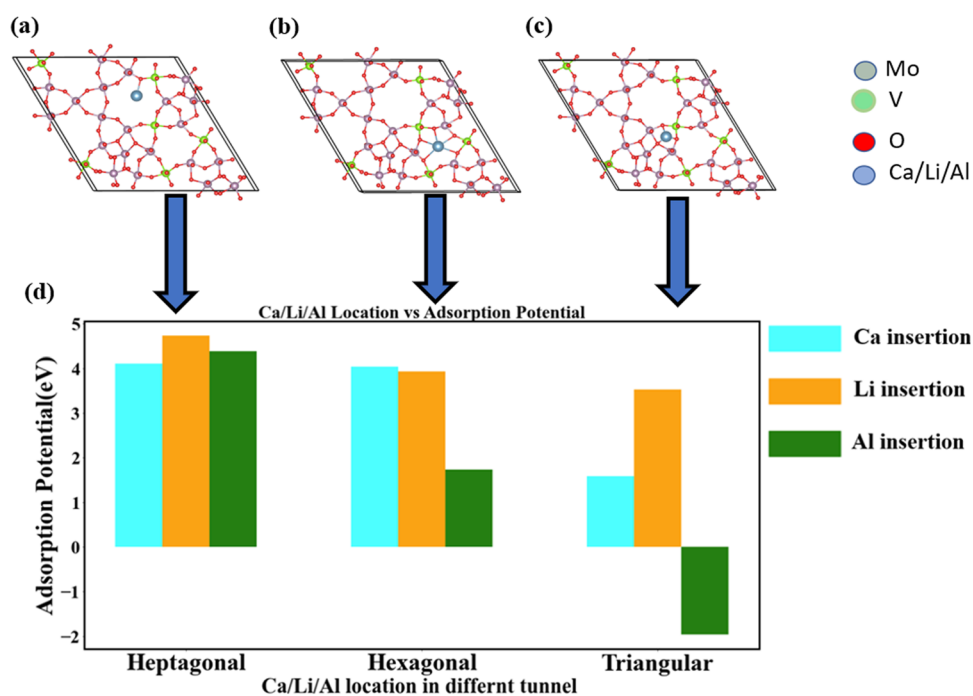 (a)
(b)
(c)
Mo
V
O
Ca/Li/Al
(d)
Ca/Li/Al Location vs Adsorption Potential
Adsorption Potential(eV)
5
4
3
2
1
0
−1
−2
Heptagonal
Hexagonal
Triangular
Ca/Li/Al location in differnt tunnel
Ca insertion
Li insertion
Al insertion